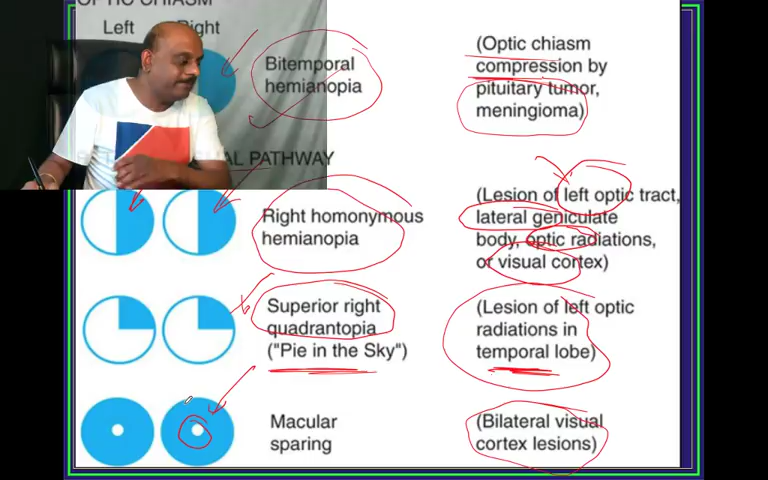 OPTIC CHIASM
Left
Right
Bitemporal
hemianopia
(Optic chiasm
compression by
pituitary tumor,
meningioma)
PATHWAY
Right homonymous
hemianopia
(Lesion of left optic tract,
lateral geniculate
body, optic radiations,
or visual cortex)
Superior right
quadrantopia
("Pie in the Sky")
(Lesion of left optic
radiations in
temporal lobe)
Macular
sparing
(Bilateral visual
cortex lesions)